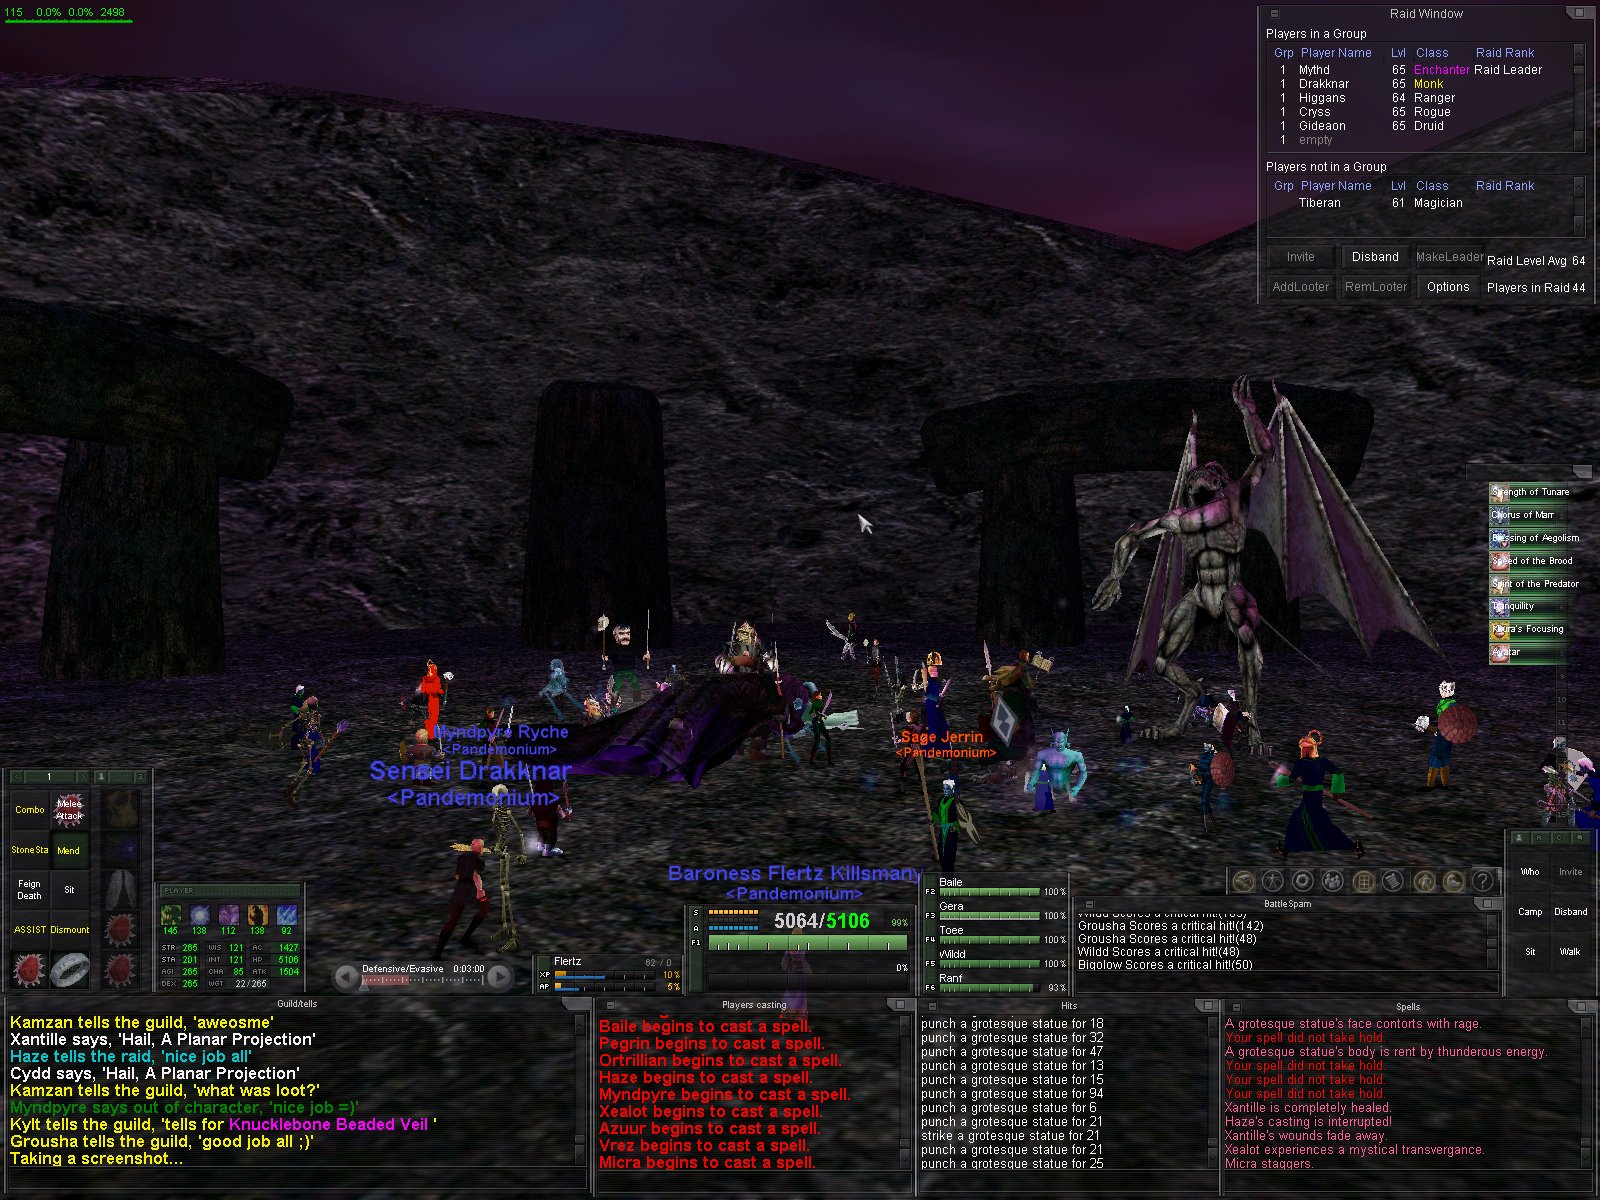 115 0.0% 0.0% 2498
Raid Window
Players in a Group
Grp Player Name Lvl Class Raid Rank
1 Mythd 65 Enchanter Raid Leader
1 Drakknar 65 Monk
1 Higgans 64 Ranger
1 Cryss 65 Rogue
1 Gideaon 65 Druid
1 empty
Players not in a Group
Grp Player Name Lvl Class Raid Rank
Tiberan 61 Magician
Invite Disband MakeLeader Raid Level Avg 64
AddLooter RemLooter Options Players in Raid 44
Strength of Tunare
Chorus of Marr
Blessing of Aegolism
Speed of the Brood
Spirit of the Predator
Tranquility
Focusing
Avatar
Myndpyre Ryche
<Pandemonium>
Sensei Drakknar
<Pandemonium>
Sage Jerrin
<Pandemonium>
Baroness Flertz Killsmany
<Pandemonium>
1
Combo Melee Attack
StoneSta Mend
Feign Death Sit
ASSIST Dismount
PLAYER
145 138 112 138 92
STR 265 WIS 121 AC 1427
STA 201 INT 121 HP 5106
AGI 265 CHA 85 ATK 1504
DEX 265 WGT 22/265
Defensive/Evasive 0:03:00
Flertz 62 / 0
XP 10%
AP 5%
S
A
F1
5064/5106 99%
0%
Baile
F2 100%
Gera
F3 100%
Toee
F4 100%
Wildd
F5 100%
Ranf
F6 93%
BattleSpam
Grousha Scores a critical hit!(142)
Grousha Scores a critical hit!(48)
Wildd Scores a critical hit!(48)
Bigolow Scores a critical hit!(50)
Who Invite
Camp Disband
Sit Walk
Guild/tells
Kamzan tells the guild, 'aweosme'
Xantille says, 'Hail, A Planar Projection'
Haze tells the raid, 'nice job all'
Cydd says, 'Hail, A Planar Projection'
Kamzan tells the guild, 'what was loot?'
Myndpyre says out of character, 'nice job =)'
Kylt tells the guild, 'tells for Knucklebone Beaded Veil '
Grousha tells the guild, 'good job all ;)'
Taking a screenshot...
Players casting
Baile begins to cast a spell.
Pegrin begins to cast a spell.
Ortrillian begins to cast a spell.
Haze begins to cast a spell.
Myndpyre begins to cast a spell.
Xealot begins to cast a spell.
Azuur begins to cast a spell.
Vrez begins to cast a spell.
Micra begins to cast a spell.
Hits
punch a grotesque statue for 18
punch a grotesque statue for 32
punch a grotesque statue for 47
punch a grotesque statue for 13
punch a grotesque statue for 15
punch a grotesque statue for 94
punch a grotesque statue for 6
punch a grotesque statue for 21
strike a grotesque statue for 21
punch a grotesque statue for 21
punch a grotesque statue for 25
Spells
A grotesque statue's face contorts with rage.
Your spell did not take hold.
A grotesque statue's body is rent by thunderous energy.
Your spell did not take hold.
Your spell did not take hold.
Your spell did not take hold.
Xantille is completely healed.
Haze's casting is interrupted!
Xantille's wounds fade away.
Xealot experiences a mystical transvergance.
Micra staggers.